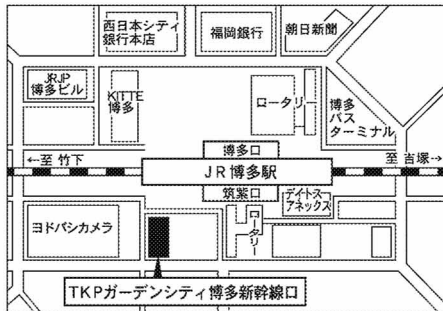 西日本シティ
銀行本店
福岡銀行
朝日新聞
JRJP
博多ビル
KITTE
博多
ロータリー
博多
バス
ターミナル
博多口
←至 竹下
JR博多駅
至 吉塚→
筑紫口
デイトス
アネックス
ヨドバシカメラ
ロータリー
TKPガーデンシティ博多新幹線口